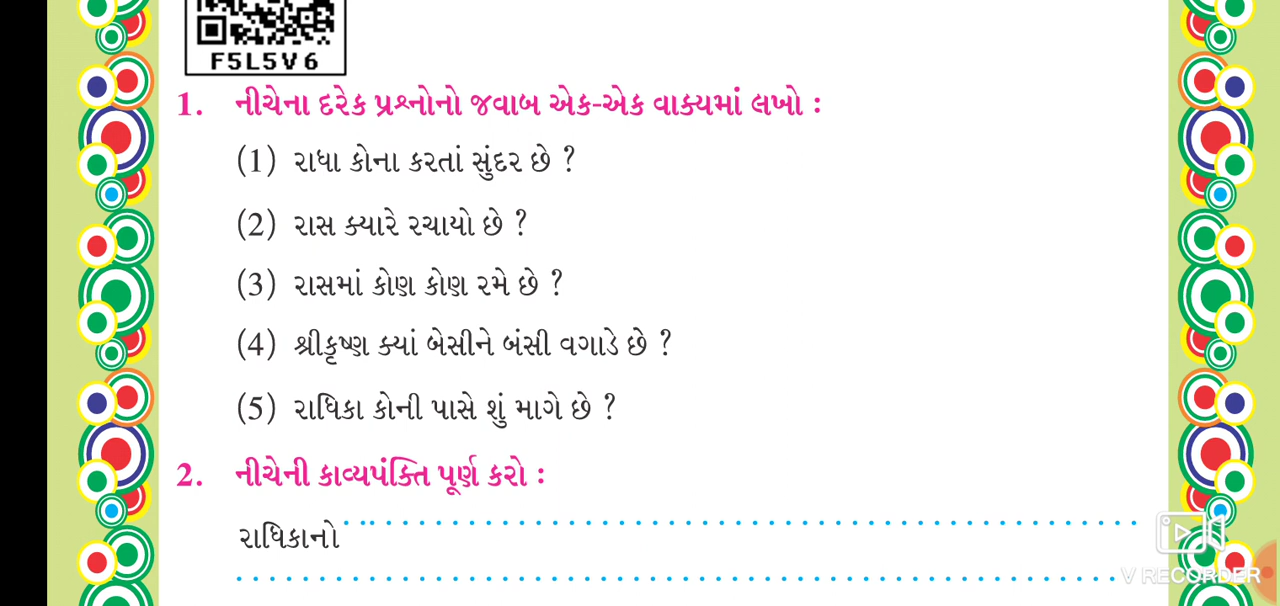 F5L5V6
1. નીચેના દરેક પ્રશ્નોનો જવાબ એક-એક વાક્યમાં લખો :
(1) રાધા કોના કરતાં સુંદર છે ?
(2) રાસ ક્યારે રચાયો છે ?
(3) રાસમાં કોણ કોણ રમે છે ?
(4) શ્રીકૃષ્ણ ક્યાં બેસીને બંસી વગાડે છે ?
(5) રાધિકા કોની પાસે શું માગે છે ?
2. નીચેની કાવ્યપંક્તિ પૂર્ણ કરો :
રાધિકાનો
V RECORDER